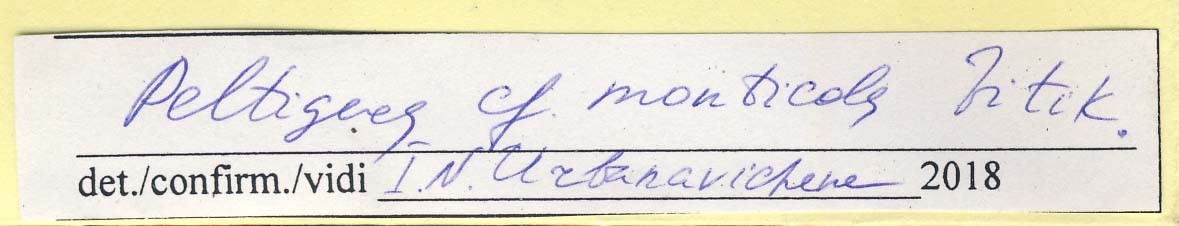 Peltigera cf. monticola Vitik.
det./confirm./vidi I.N. Urbanavichene 2018